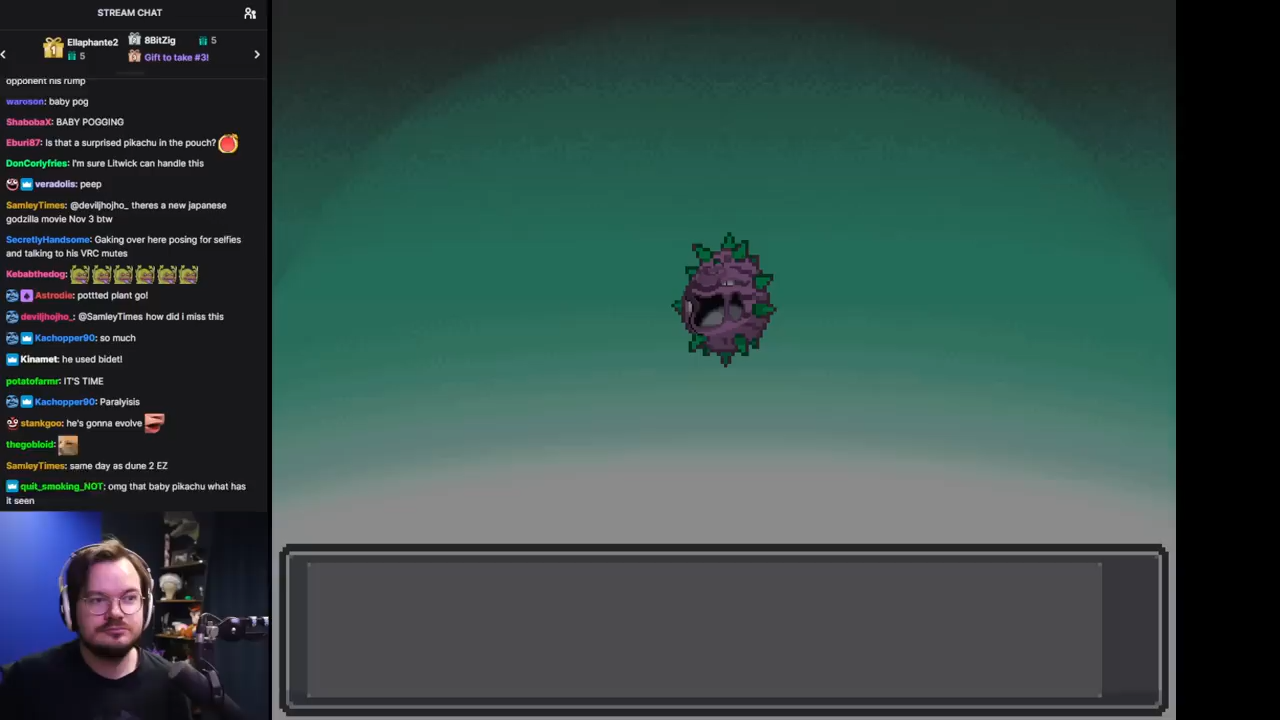 STREAM CHAT
Ellaphante2
5
8BitZig
5
Gift to take #3!
opponent his rump
waroson: baby pog
ShabobaX: BABY POGGING
Eburi87: Is that a surprised pikachu in the pouch?
DonCorlyfries: I'm sure Litwick can handle this
veradolis: peep
SamleyTimes: @deviljhojho_ theres a new japanese
godzilla movie Nov 3 btw
SecretlyHandsome: Gaking over here posing for selfies
and talking to his VRC mutes
Kebabthedog:
Astrodie: pottted plant go!
deviljhojho_: @SamleyTimes how did i miss this
Kachopper90: so much
Kinamet: he used bidet!
potatofarmr: IT'S TIME
Kachopper90: Paralyisis
stankgoo: he's gonna evolve
thegobloid:
SamleyTimes: same day as dune 2 EZ
quit_smoking_NOT: omg that baby pikachu what has
it seen